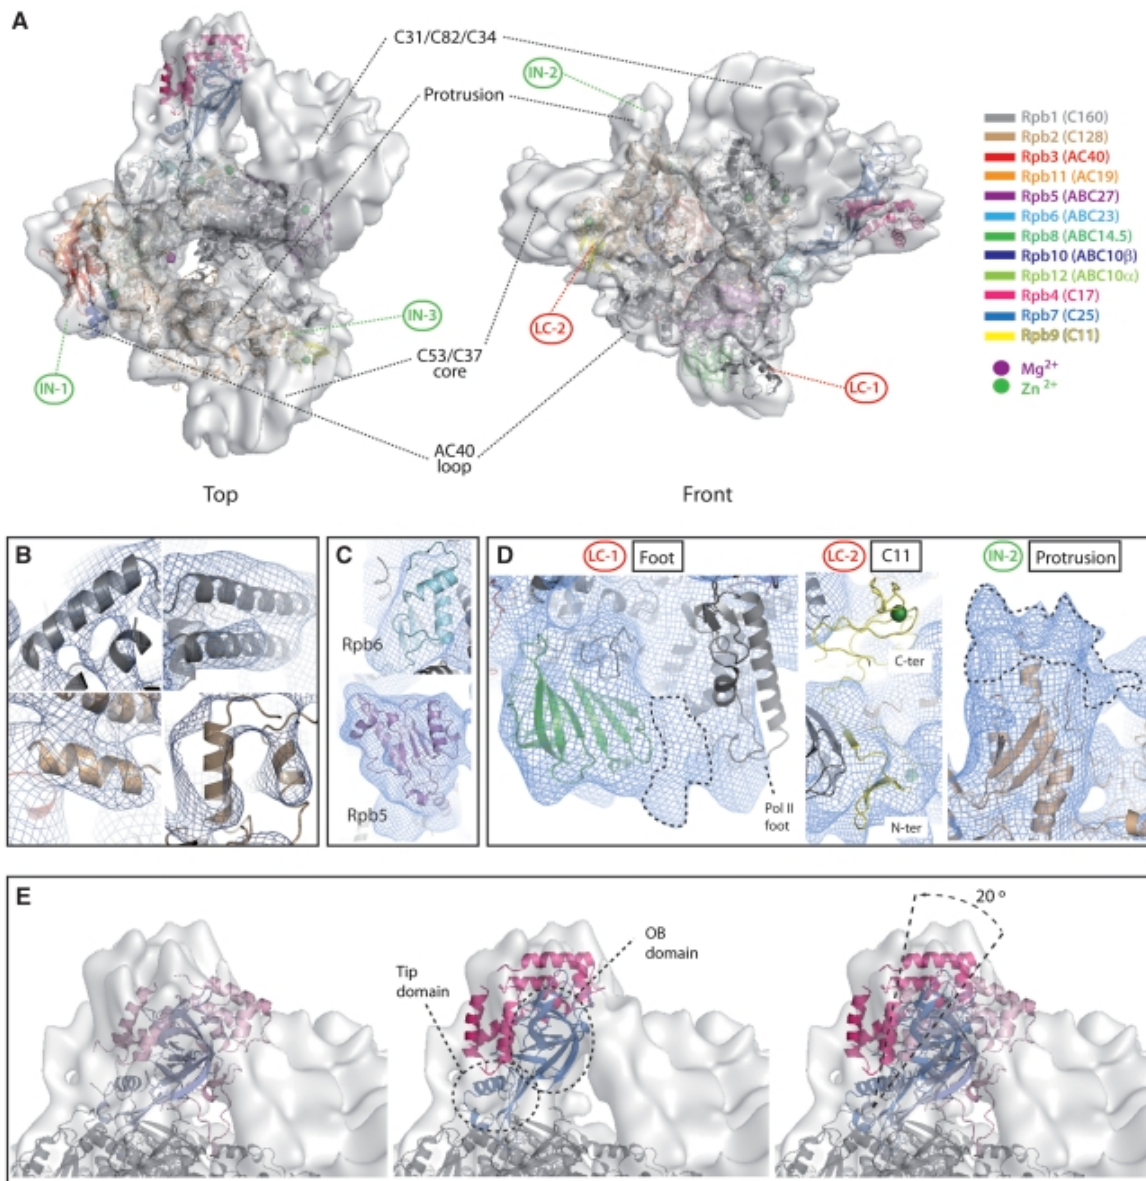 A
C31/C82/C34
IN-2
Protrusion
Rpb1 (C160)
Rpb2 (C128)
Rpb3 (AC40)
Rpb11 (AC19)
Rpb5 (ABC27)
Rpb6 (ABC23)
Rpb8 (ABC14.5)
Rpb10 (ABC10β)
Rpb12 (ABC10α)
Rpb4 (C17)
Rpb7 (C25)
Rpb9 (C11)
Mg2+
Zn 2+
IN-3
LC-2
IN-1
C53/C37
core
LC-1
AC40
loop
Top
Front
B
C
Rpb6
Rpb5
D
LC-1 Foot
LC-2 C11
IN-2 Protrusion
C-ter
Pol II
foot
N-ter
E
20 °
OB
domain
Tip
domain